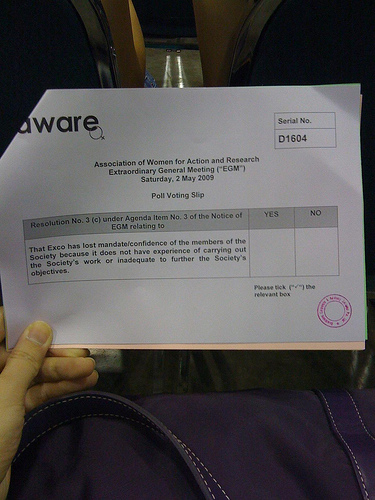 aware
Serial No.
D1604
Association of Women for Action and Research
Extraordinary General Meeting ("EGM")
Saturday, 2 May 2009
Poll Voting Slip
Resolution No. 3 (c) under Agenda Item No. 3 of the Notice of
EGM relating to
YES
NO
That Exco has lost mandate/confidence of the members of the
Society because it does not have experience of carrying out
the Society's work or inadequate to further the Society's
objectives.
Please tick ("✓") the
relevant box